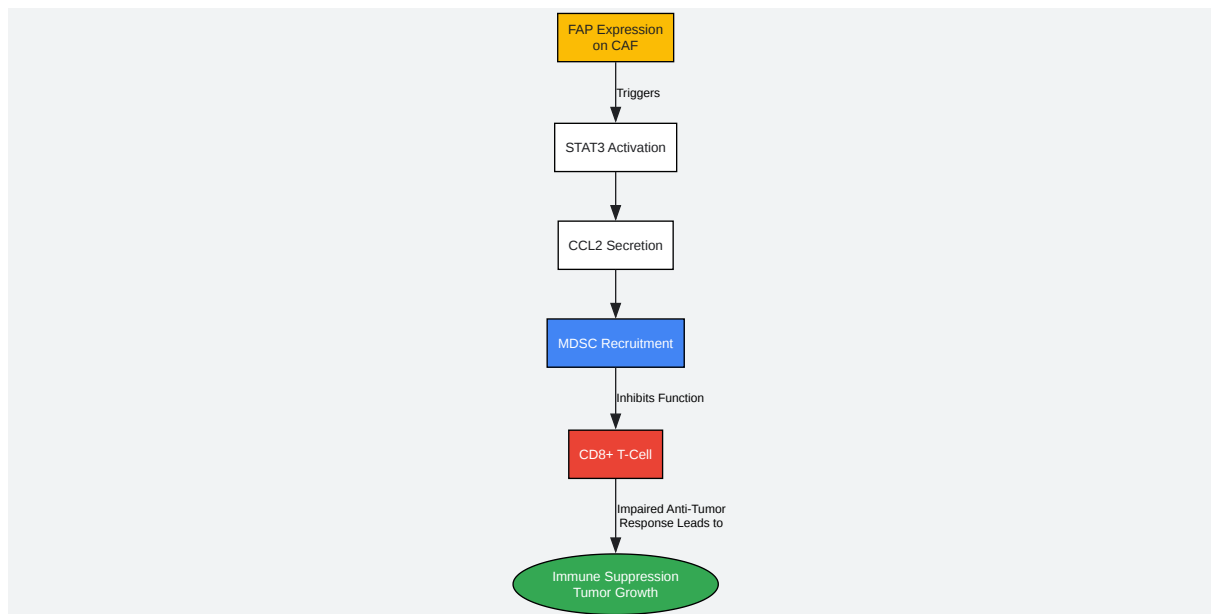 FAP Expression
on CAF
Triggers
STAT3 Activation
CCL2 Secretion
MDSC Recruitment
Inhibits Function
CD8+ T-Cell
Impaired Anti-Tumor
Response Leads to
Immune Suppression
Tumor Growth